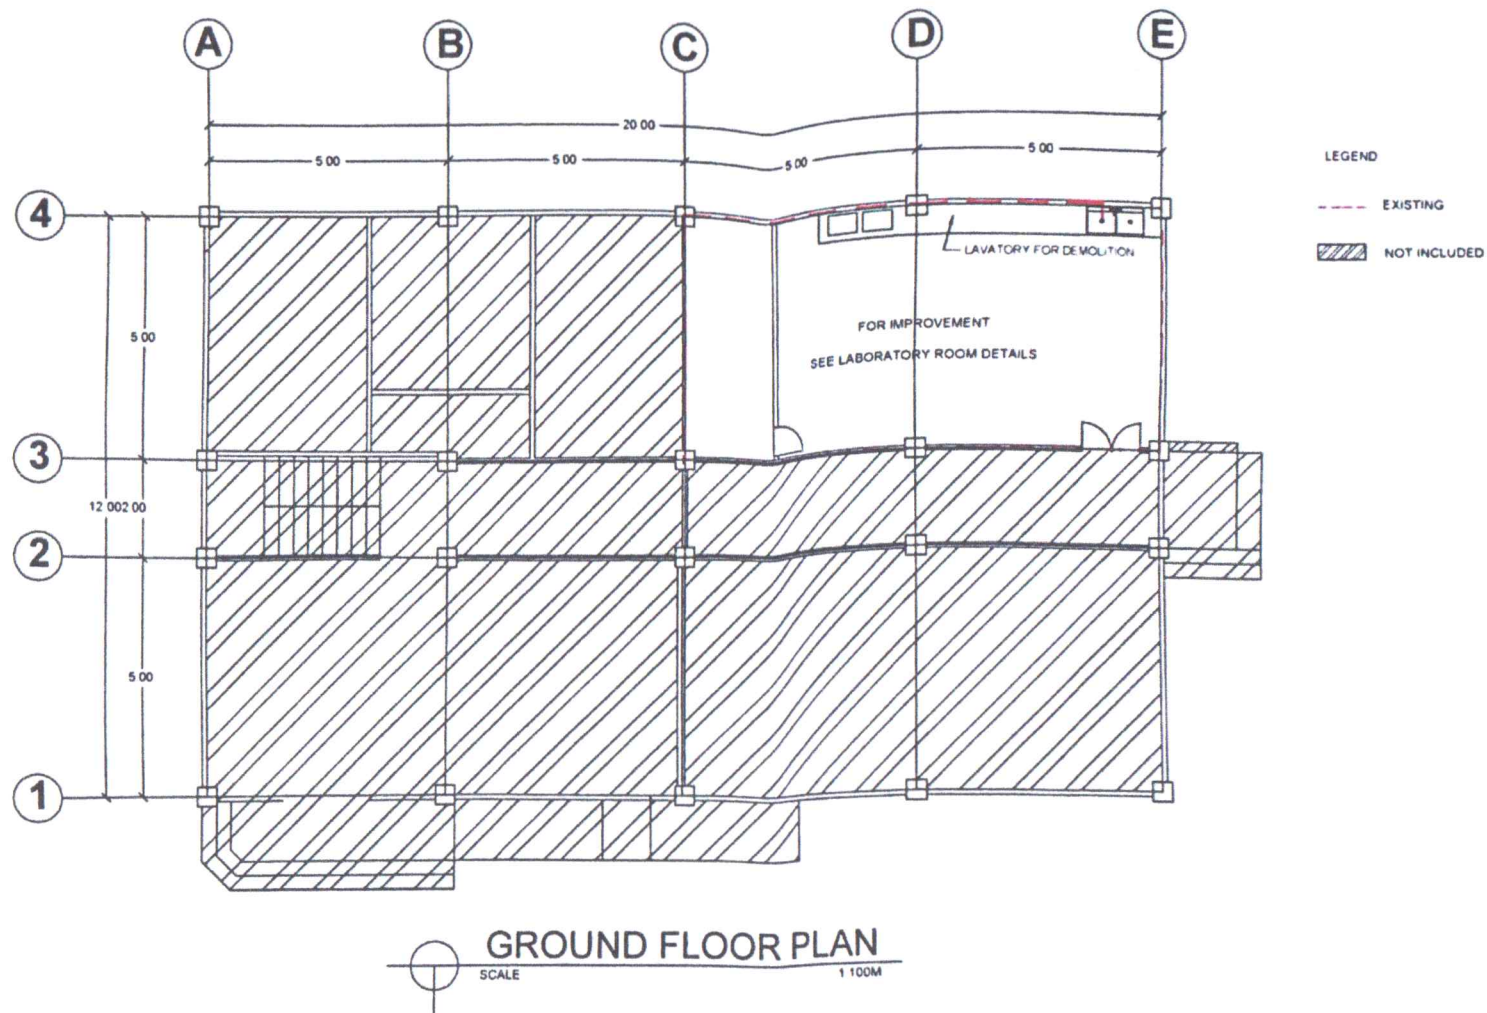 A
B
C
D
E
20 00
5 00
5 00
5 00
5 00
LEGEND
EXISTING
NOT INCLUDED
4
LAVATORY FOR DEMOLITION
5 00
FOR IMPROVEMENT
SEE LABORATORY ROOM DETAILS
3
12 00
2 00
2
5 00
1
GROUND FLOOR PLAN
SCALE
1 100M